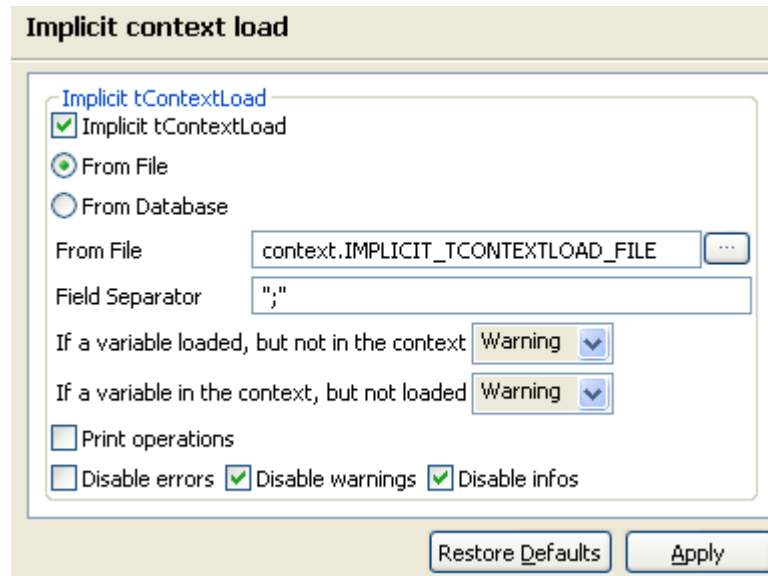 Implicit context load
Implicit tContextLoad
Implicit tContextLoad
From File
From Database
From File context.IMPLICIT_TCONTEXTLOAD_FILE ...
Field Separator ";"
If a variable loaded, but not in the context Warning
If a variable in the context, but not loaded Warning
Print operations
Disable errors Disable warnings Disable infos
Restore Defaults Apply